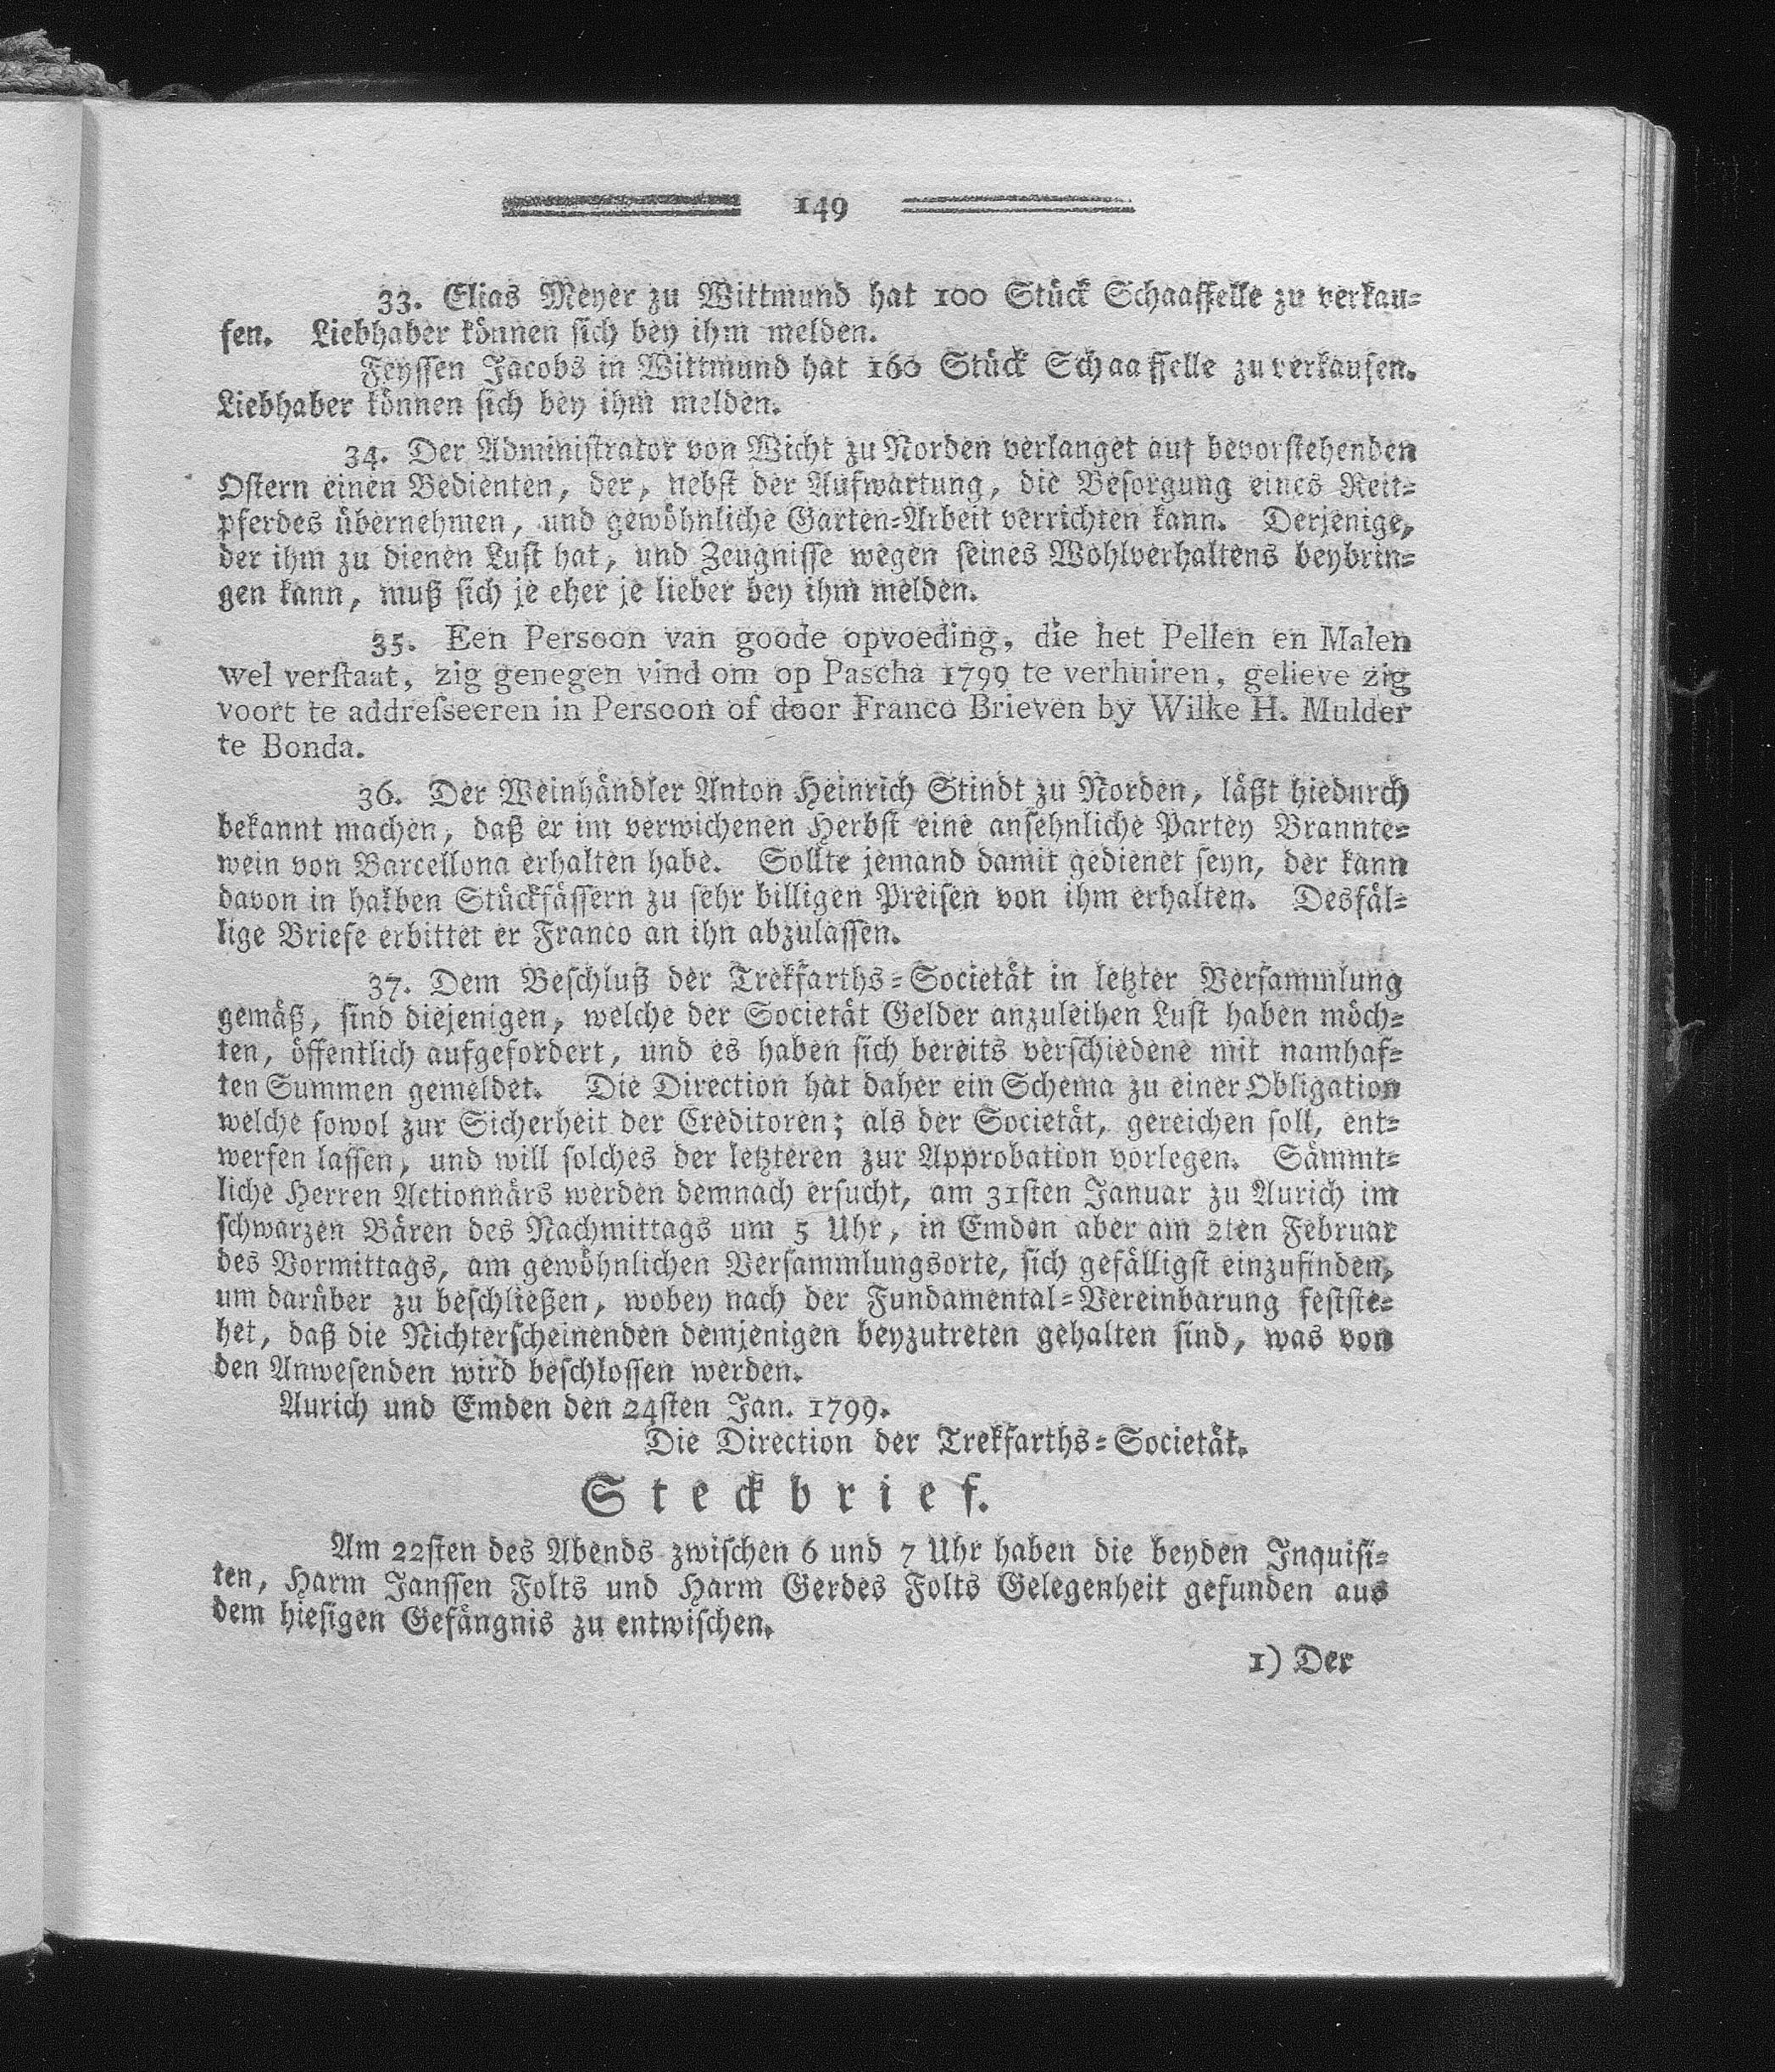 149
33. Elias Meyer zu Wittmund hat 100 Stück Schaaffelle zu verkau-
fen. Liebhaber können sich bey ihm melden.
Feyssen Jacobs in Wittmund hat 160 Stück Schaaffelle zu verkaufen.
Liebhaber können sich bey ihm melden.
34. Der Administrator von Wicht zu Norden verlanget auf bevorstehenden
Ostern einen Bedienten, der, nebst der Aufwartung, die Besorgung eines Reit-
pferdes übernehmen, und gewöhnliche Garten-Arbeit verrichten kann. Derjenige,
der ihm zu dienen Lust hat, und Zeugnisse wegen seines Wohlverhaltens beybrin-
gen kann, muß sich je eher je lieber bey ihm melden.
35. Een Persoon van goode opvoeding, die het Pellen en Malen
wel verstaat, zig genegen vind om op Pascha 1799 te verhuiren, gelieve zig
voort te addresseeren in Persoon of door Franco Brieven by Wilke H. Mulder
te Bonda.
36. Der Weinhändler Anton Heinrich Stindt zu Norden, läßt hiedurch
bekannt machen, daß er im verwichenen Herbst eine ansehnliche Partey Brannte-
wein von Barcellona erhalten habe. Sollte jemand damit gedienet seyn, der kann
davon in halben Stückfässern zu sehr billigen Preisen von ihm erhalten. Desfäl-
lige Briefe erbittet er Franco an ihn abzulassen.
37. Dem Beschluß der Trekfarths-Societät in letzter Versammlung
gemäß, sind diejenigen, welche der Societät Gelder anzuleihen Lust haben möch-
ten, öffentlich aufgefordert, und es haben sich bereits verschiedene mit namhaf-
ten Summen gemeldet. Die Direction hat daher ein Schema zu einer Obligation
welche sowol zur Sicherheit der Creditoren; als der Societät, gereichen soll, ent-
werfen lassen, und will solches der letzteren zur Approbation vorlegen. Sämmt-
liche Herren Actionnärs werden demnach ersucht, am 31sten Januar zu Aurich im
schwarzen Bären des Nachmittags um 5 Uhr, in Emden aber am 2ten Februar
des Vormittags, am gewöhnlichen Versammlungsorte, sich gefälligst einzufinden,
um darüber zu beschließen, wobey nach der Fundamental-Vereinbarung festste-
het, daß die Nichterscheinenden demjenigen beyzutreten gehalten sind, was von
den Anwesenden wird beschlossen werden.
Aurich und Emden den 24sten Jan. 1799.
Die Direction der Trekfarths-Societät.
Steckbrief.
Am 22sten des Abends zwischen 6 und 7 Uhr haben die beyden Inquisi-
ten, Harm Janssen Folts und Harm Gerdes Folts Gelegenheit gefunden aus
dem hiesigen Gefängnis zu entwischen.
1) Der